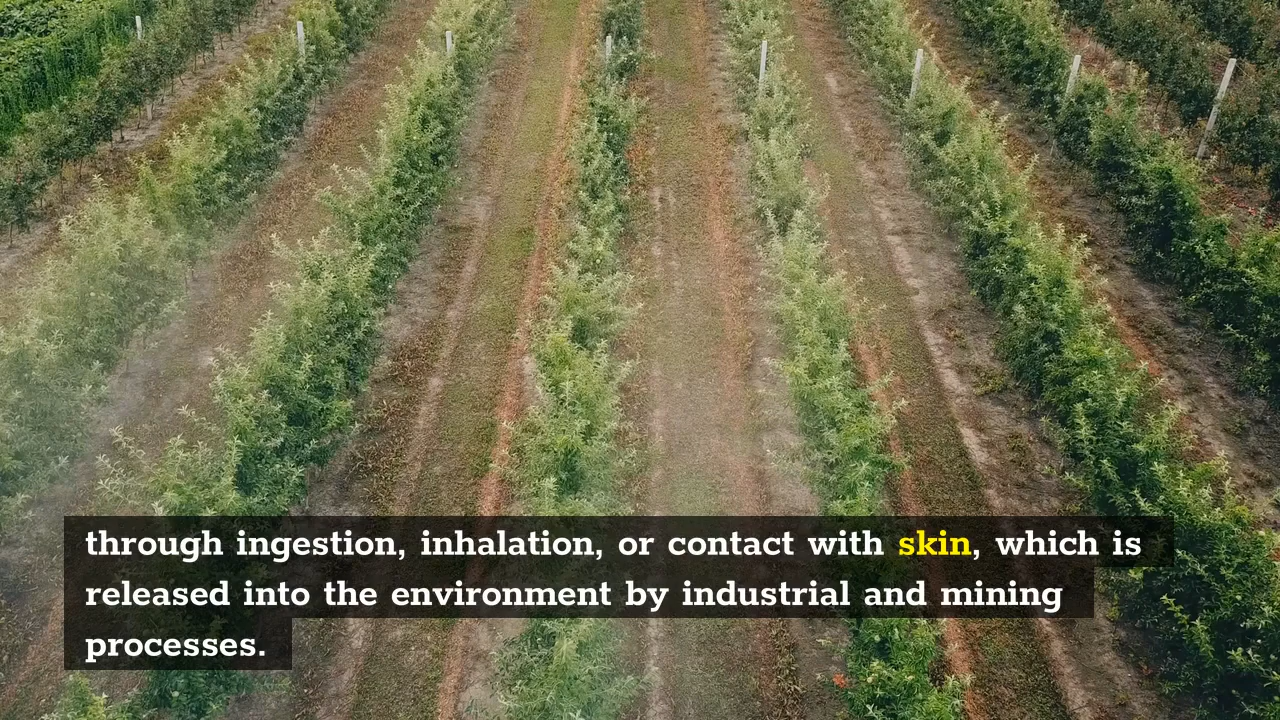 through ingestion, inhalation, or contact with skin, which is
released into the environment by industrial and mining
processes.